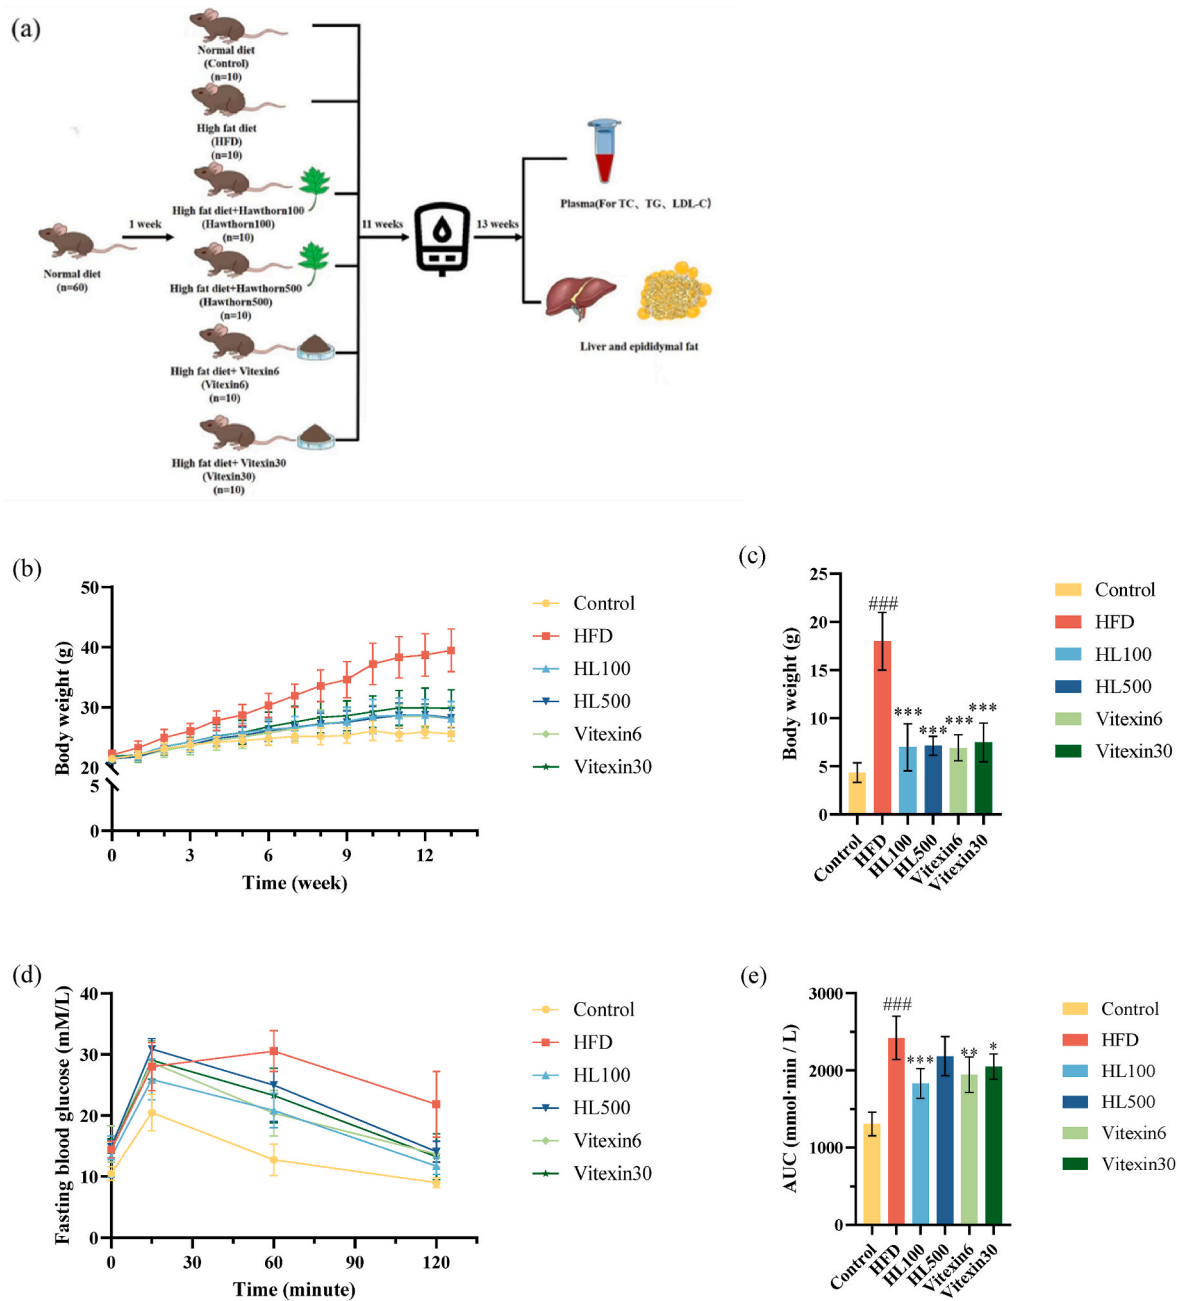 (a)
Normal diet
(Control)
(n=10)
High fat diet
(HFD)
(n=10)
High fat diet+Hawthorn100
(Hawthorn100)
(n=10)
High fat diet+Hawthorn500
(Hawthorn500)
(n=10)
High fat diet+ Vitexin6
(Vitexin6)
(n=10)
High fat diet+ Vitexin30
(Vitexin30)
(n=10)
Normal diet
(n=60)
1 week
11 weeks
13 weeks
Plasma(For TC、TG、LDL-C)
Liver and epididymal fat
(b)
Body weight (g)
50
40
30
20
5
0
0 3 6 9 12
Time (week)
Control
HFD
HL100
HL500
Vitexin6
Vitexin30
(c)
Body weight (g)
25
20
15
10
5
0
###
***
***
***
***
Control
HFD
HL100
HL500
Vitexin6
Vitexin30
Control
HFD
HL100
HL500
Vitexin6
Vitexin30
(d)
Fasting blood glucose (mM/L)
40
30
20
10
0
0 30 60 90 120
Time (minute)
Control
HFD
HL100
HL500
Vitexin6
Vitexin30
(e)
AUC (mmol·min / L)
3000
2000
1000
0
###
***
**
*
Control
HFD
HL100
HL500
Vitexin6
Vitexin30
Control
HFD
HL100
HL500
Vitexin6
Vitexin30